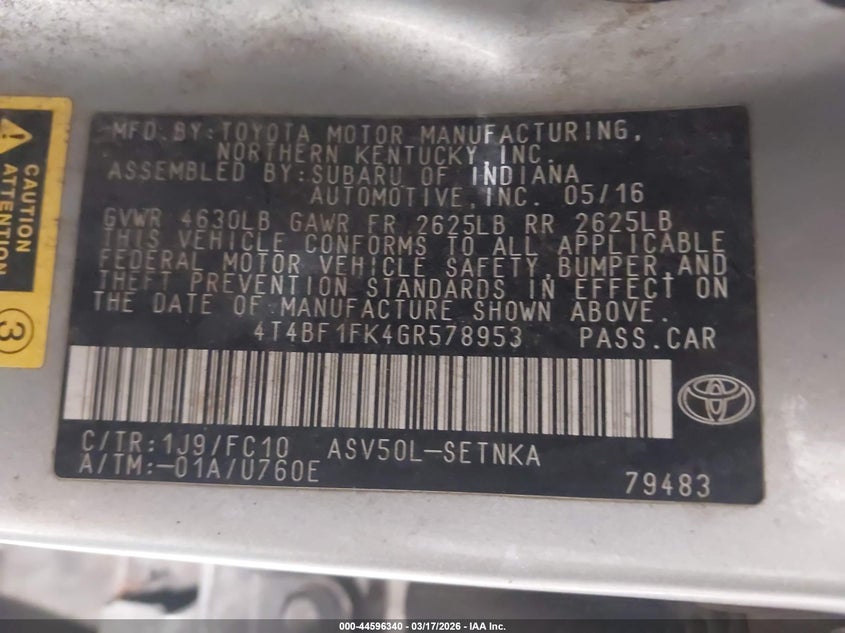 CAUTION
ATTENTION
3
MFD.BY:TOYOTA MOTOR MANUFACTURING,
NORTHERN KENTUCKY,INC.
ASSEMBLED BY:SUBARU OF INDIANA
AUTOMOTIVE,INC. 05/16
GVWR 4630LB GAWR FR 2625LB RR 2625LB
THIS VEHICLE CONFORMS TO ALL APPLICABLE
FEDERAL MOTOR VEHICLE SAFETY,BUMPER,AND
THEFT PREVENTION STANDARDS IN EFFECT ON
THE DATE OF MANUFACTURE SHOWN ABOVE.
4T4BF1FK4GR578953 PASS.CAR
C/TR:1J9/FC10 ASV50L-SETNKA
A/TM:-01A/U760E
79483
000-44596340 | 03/17/2026 | IAA Inc.